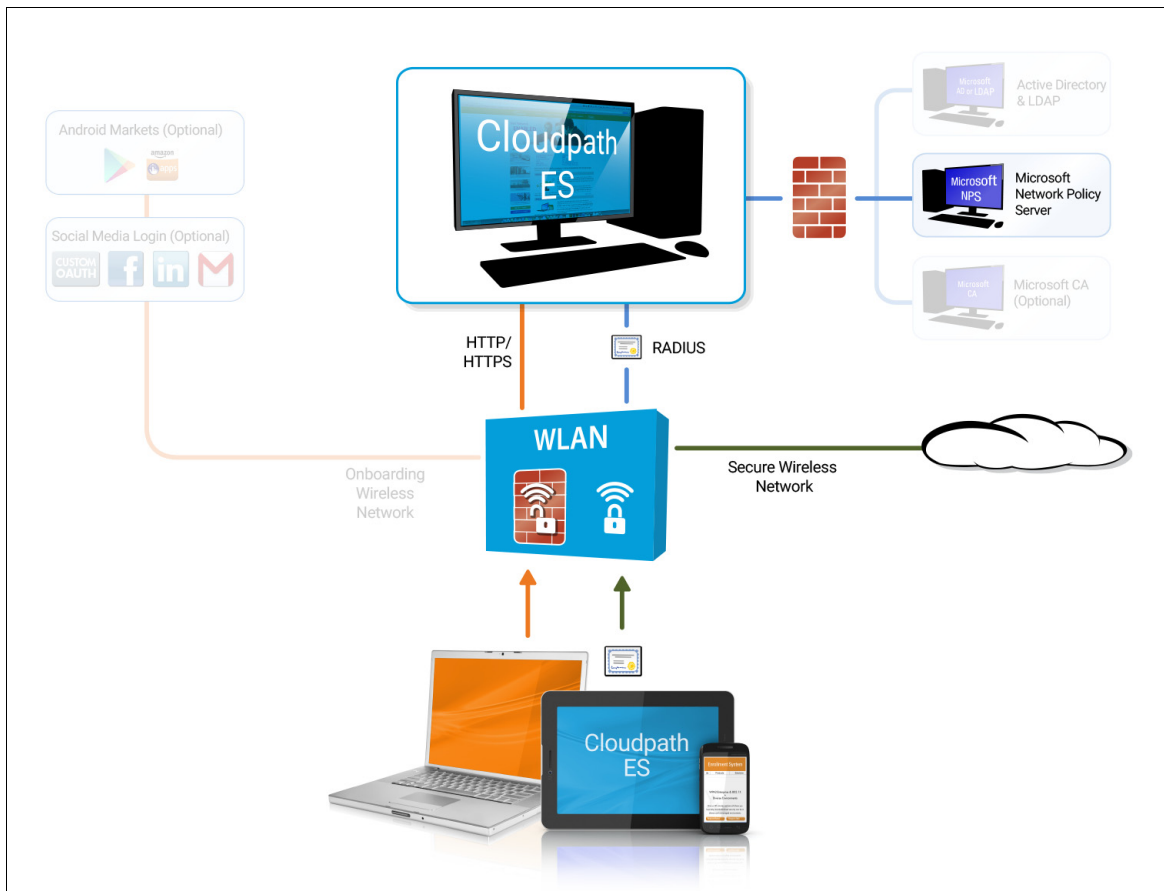 Cloudpath
ES
Android Markets (Optional)
amazon
Social Media Login (Optional)
CUSTOM
OAUTH
f
in
M
Microsoft
AD or LDAP
Active Directory
& LDAP
Microsoft
NPS
Microsoft
Network Policy
Server
Microsoft
CA
Microsoft CA
(Optional)
HTTP/
HTTPS
RADIUS
WLAN
Onboarding
Wireless
Network
Secure Wireless
Network
Cloudpath
ES
Enrollment System